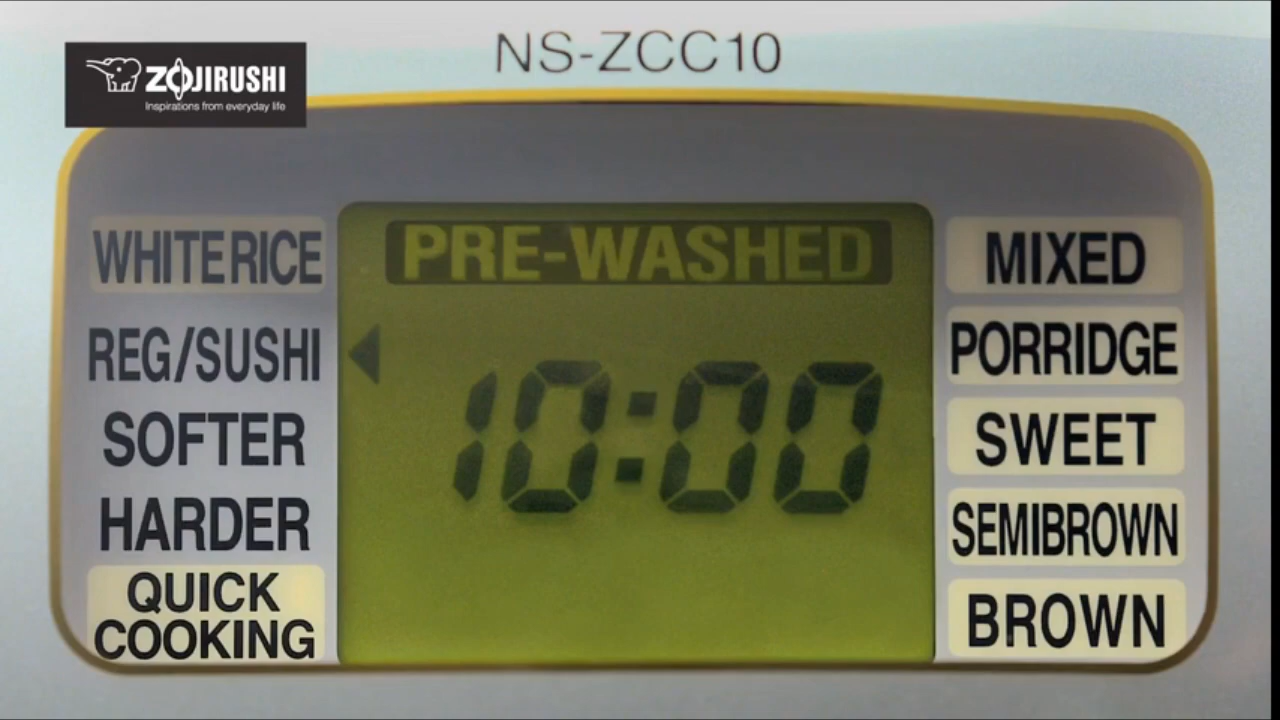 NS-ZCC10
ZOJIRUSHI
Inspirations from everyday life
PRE-WASHED
WHITE RICE
REG/SUSHI
SOFTER
HARDER
QUICK
COOKING
10:00
MIXED
PORRIDGE
SWEET
SEMIBROWN
BROWN